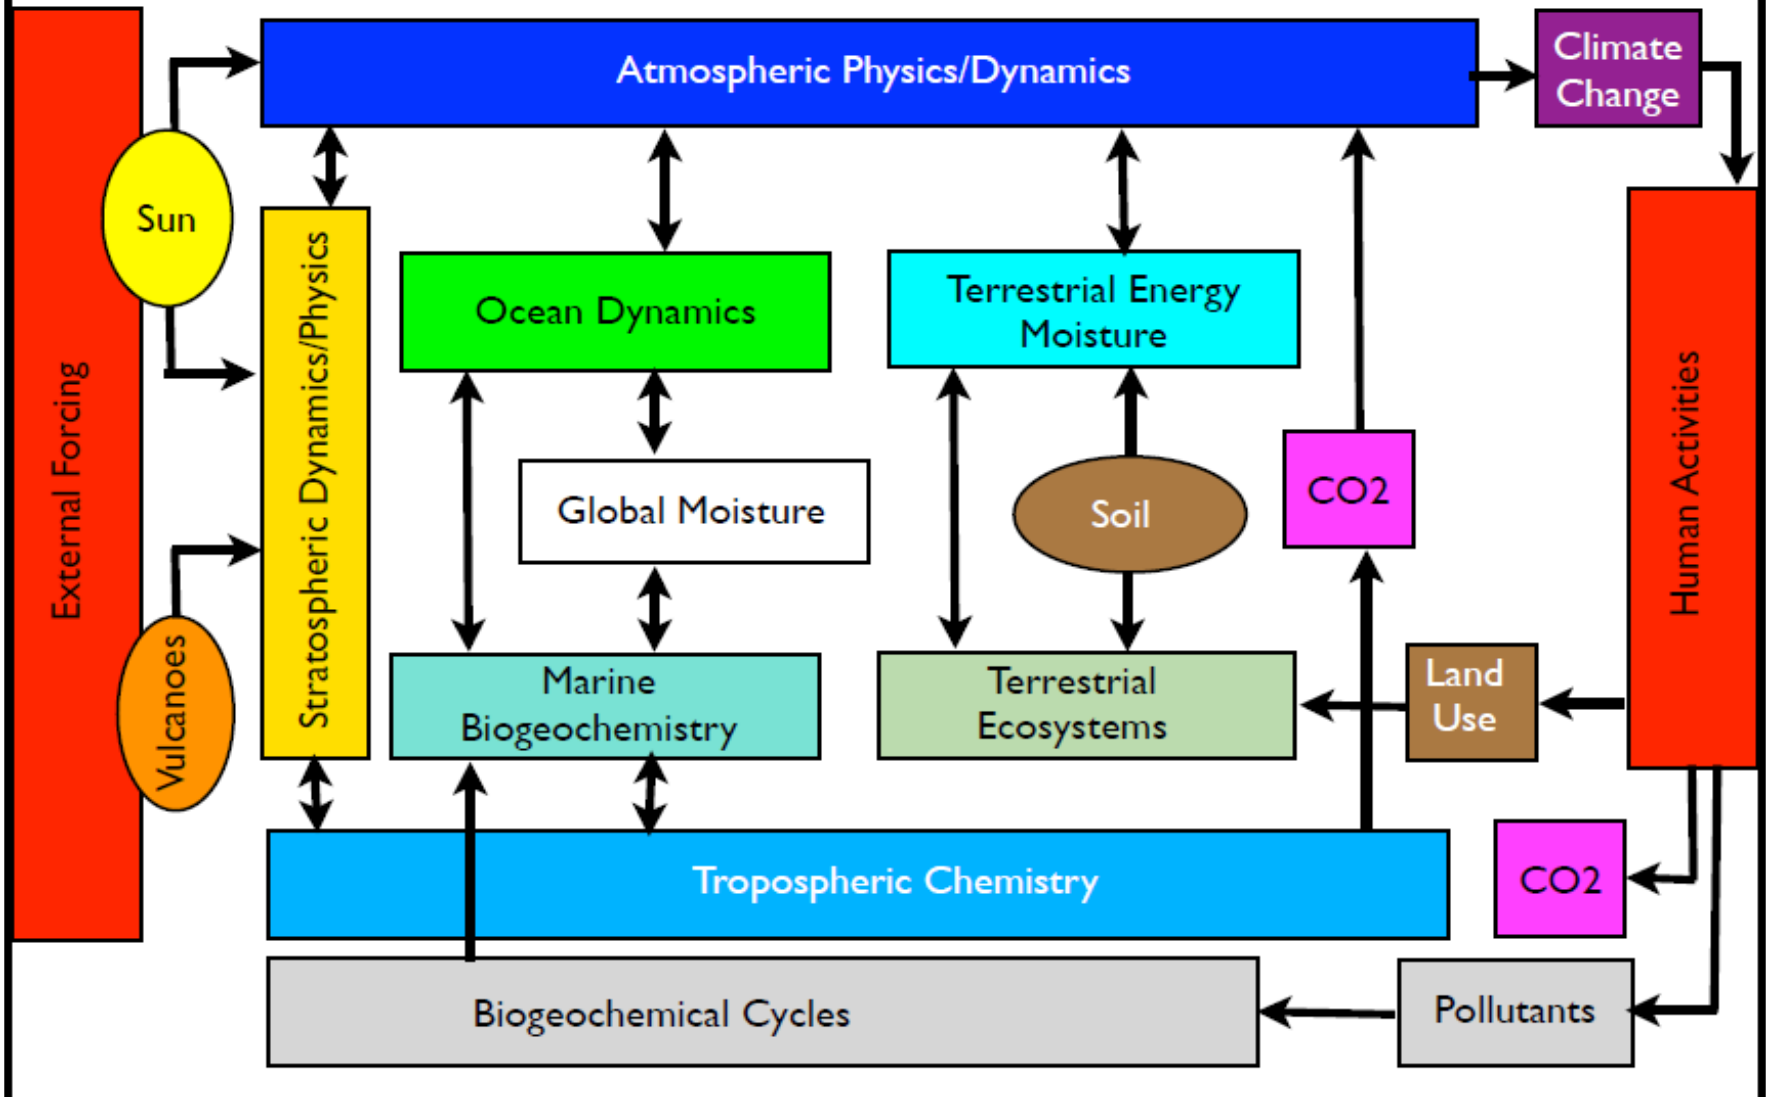 Atmospheric Physics/Dynamics
Climate
Change
Sun
External Forcing
Vulcanoes
Stratospheric Dynamics/Physics
Ocean Dynamics
Terrestrial Energy
Moisture
Global Moisture
Soil
CO2
Human Activities
Marine
Biogeochemistry
Terrestrial
Ecosystems
Land
Use
Tropospheric Chemistry
CO2
Biogeochemical Cycles
Pollutants